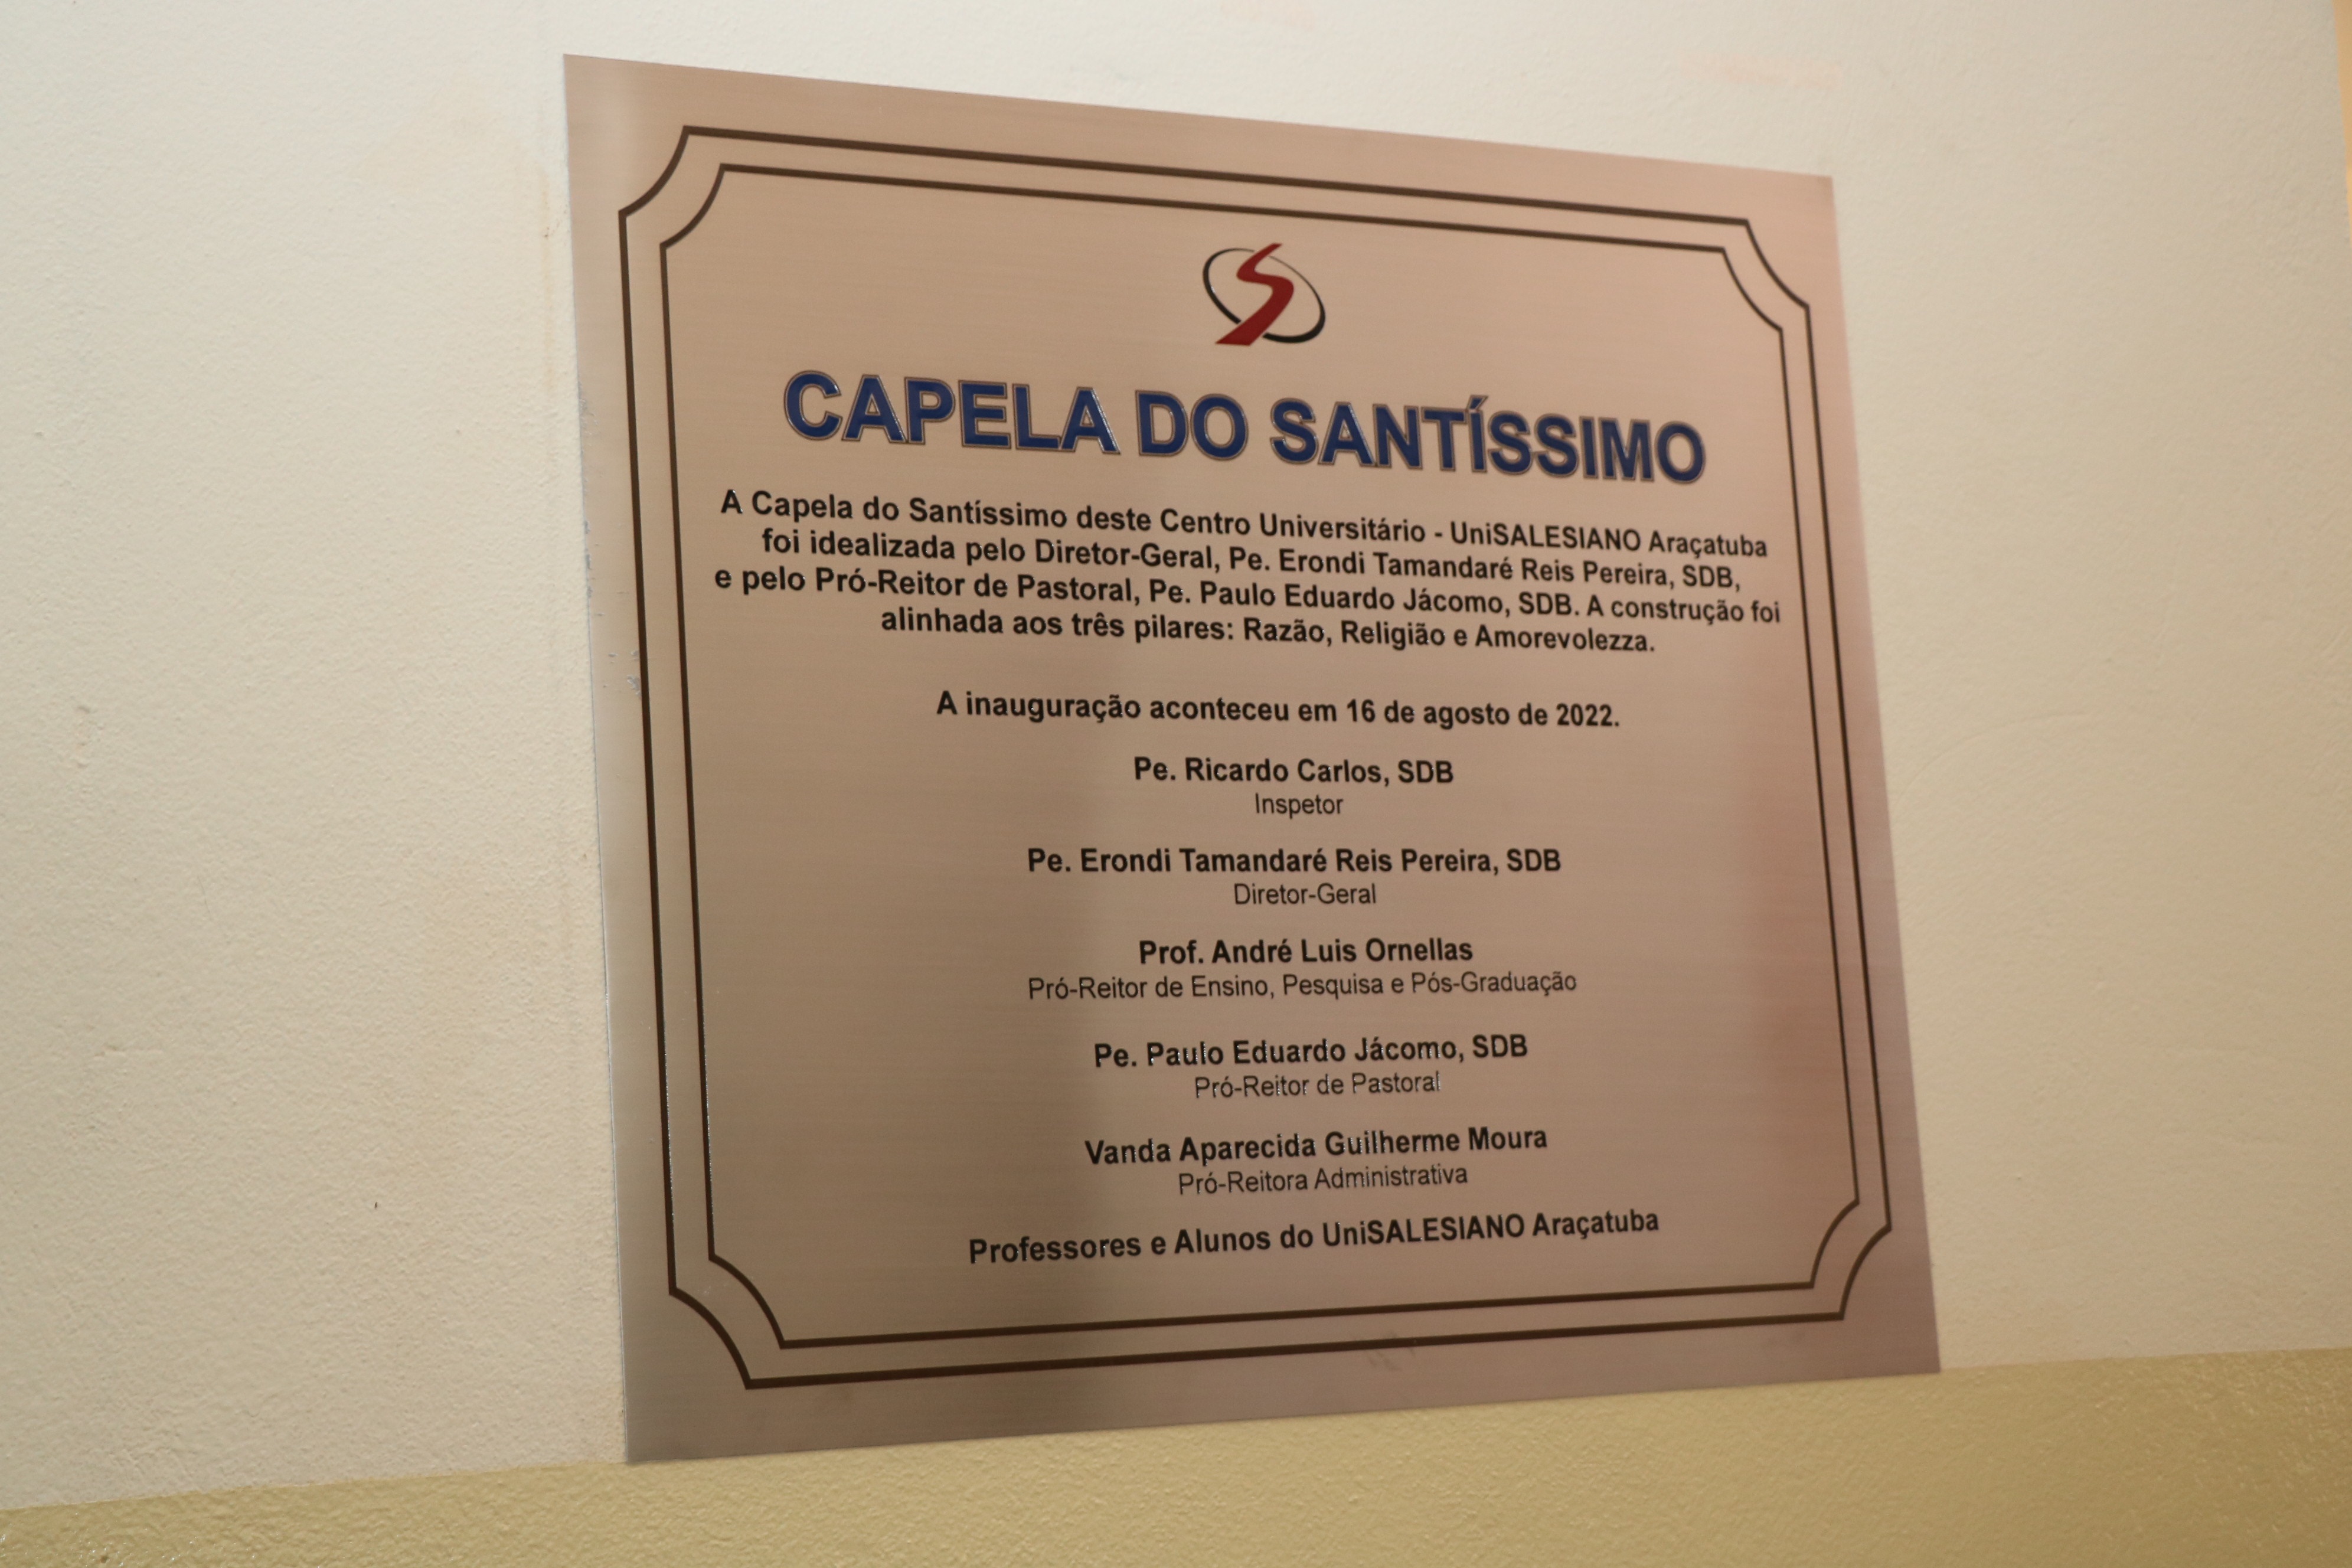 CAPELA DO SANTÍSSIMO
A Capela do Santíssimo deste Centro Universitário - UniSALESIANO Araçatuba
foi idealizada pelo Diretor-Geral, Pe. Erondi Tamandaré Reis Pereira, SDB,
e pelo Pró-Reitor de Pastoral, Pe. Paulo Eduardo Jácomo, SDB. A construção foi
alinhada aos três pilares: Razão, Religião e Amorevolezza.
A inauguração aconteceu em 16 de agosto de 2022.
Pe. Ricardo Carlos, SDB
Inspetor
Pe. Erondi Tamandaré Reis Pereira, SDB
Diretor-Geral
Prof. André Luis Ornellas
Pró-Reitor de Ensino, Pesquisa e Pós-Graduação
Pe. Paulo Eduardo Jácomo, SDB
Pró-Reitor de Pastoral
Vanda Aparecida Guilherme Moura
Pró-Reitora Administrativa
Professores e Alunos do UniSALESIANO Araçatuba